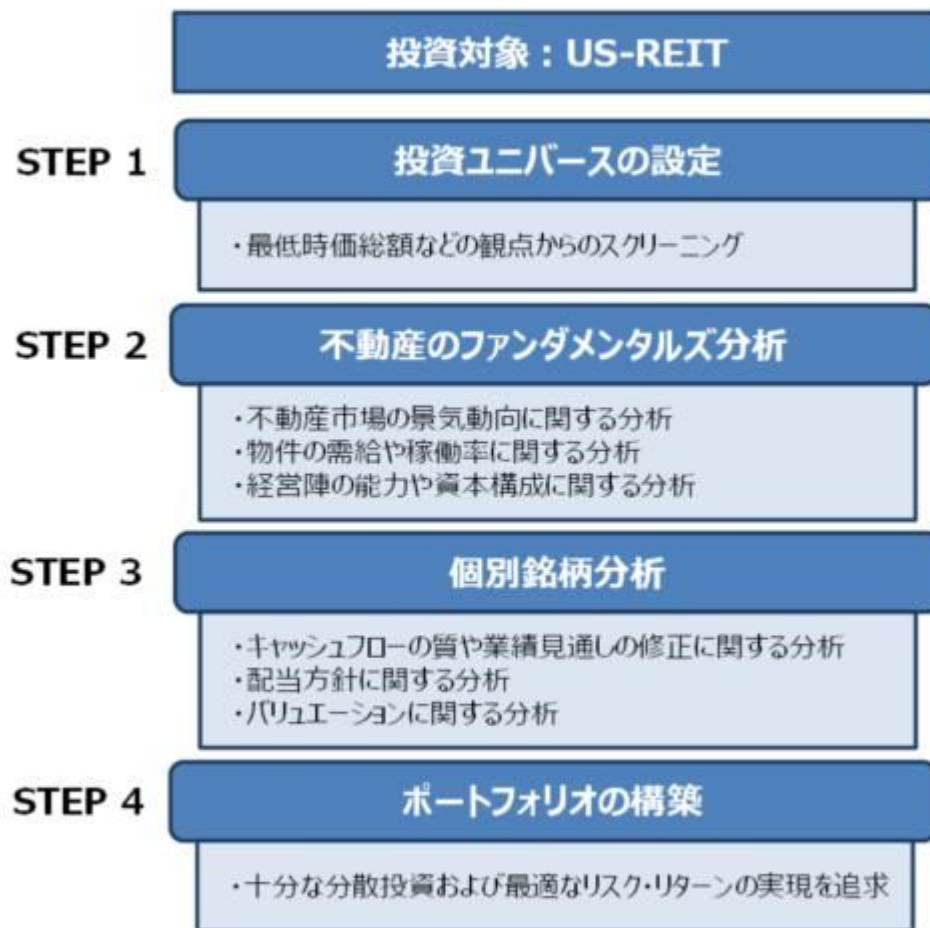 投資対象：US-REIT
STEP 1
投資ユニバースの設定
・最低時価総額などの観点からのスクリーニング
STEP 2
不動産のファンダメンタルズ分析
・不動産市場の景気動向に関する分析
・物件の需給や稼働率に関する分析
・経営陣の能力や資本構成に関する分析
STEP 3
個別銘柄分析
・キャッシュフローの質や業績見通しの修正に関する分析
・配当方針に関する分析
・バリュエーションに関する分析
STEP 4
ポートフォリオの構築
・十分な分散投資および最適なリスク・リターンの実現を追求